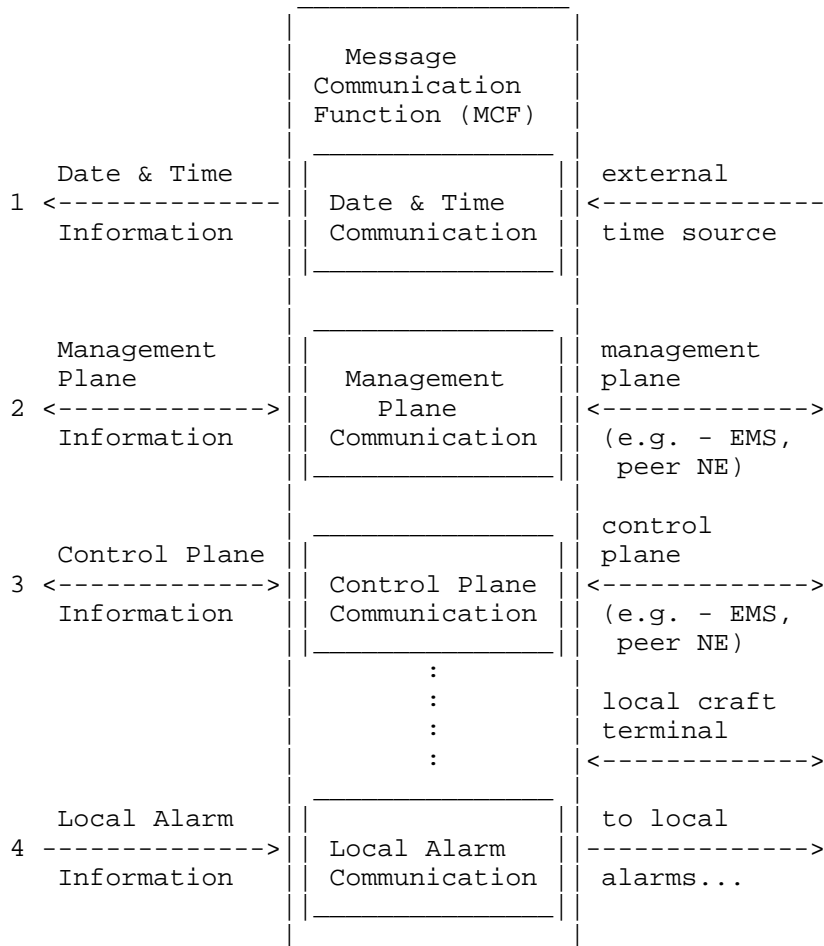 Message
Communication
Function (MCF)
Date & Time external
1 <-------------- Date & Time <--------------
Information Communication time source
Management management
Plane Management plane
2 <-------------> Plane <------------->
Information Communication (e.g. - EMS,
peer NE)
control
Control Plane plane
3 <-------------> Control Plane <------------->
Information Communication (e.g. - EMS,
peer NE)
:
: local craft
: terminal
: <------------->
Local Alarm to local
4 --------------> Local Alarm -------------->
Information Communication alarms...